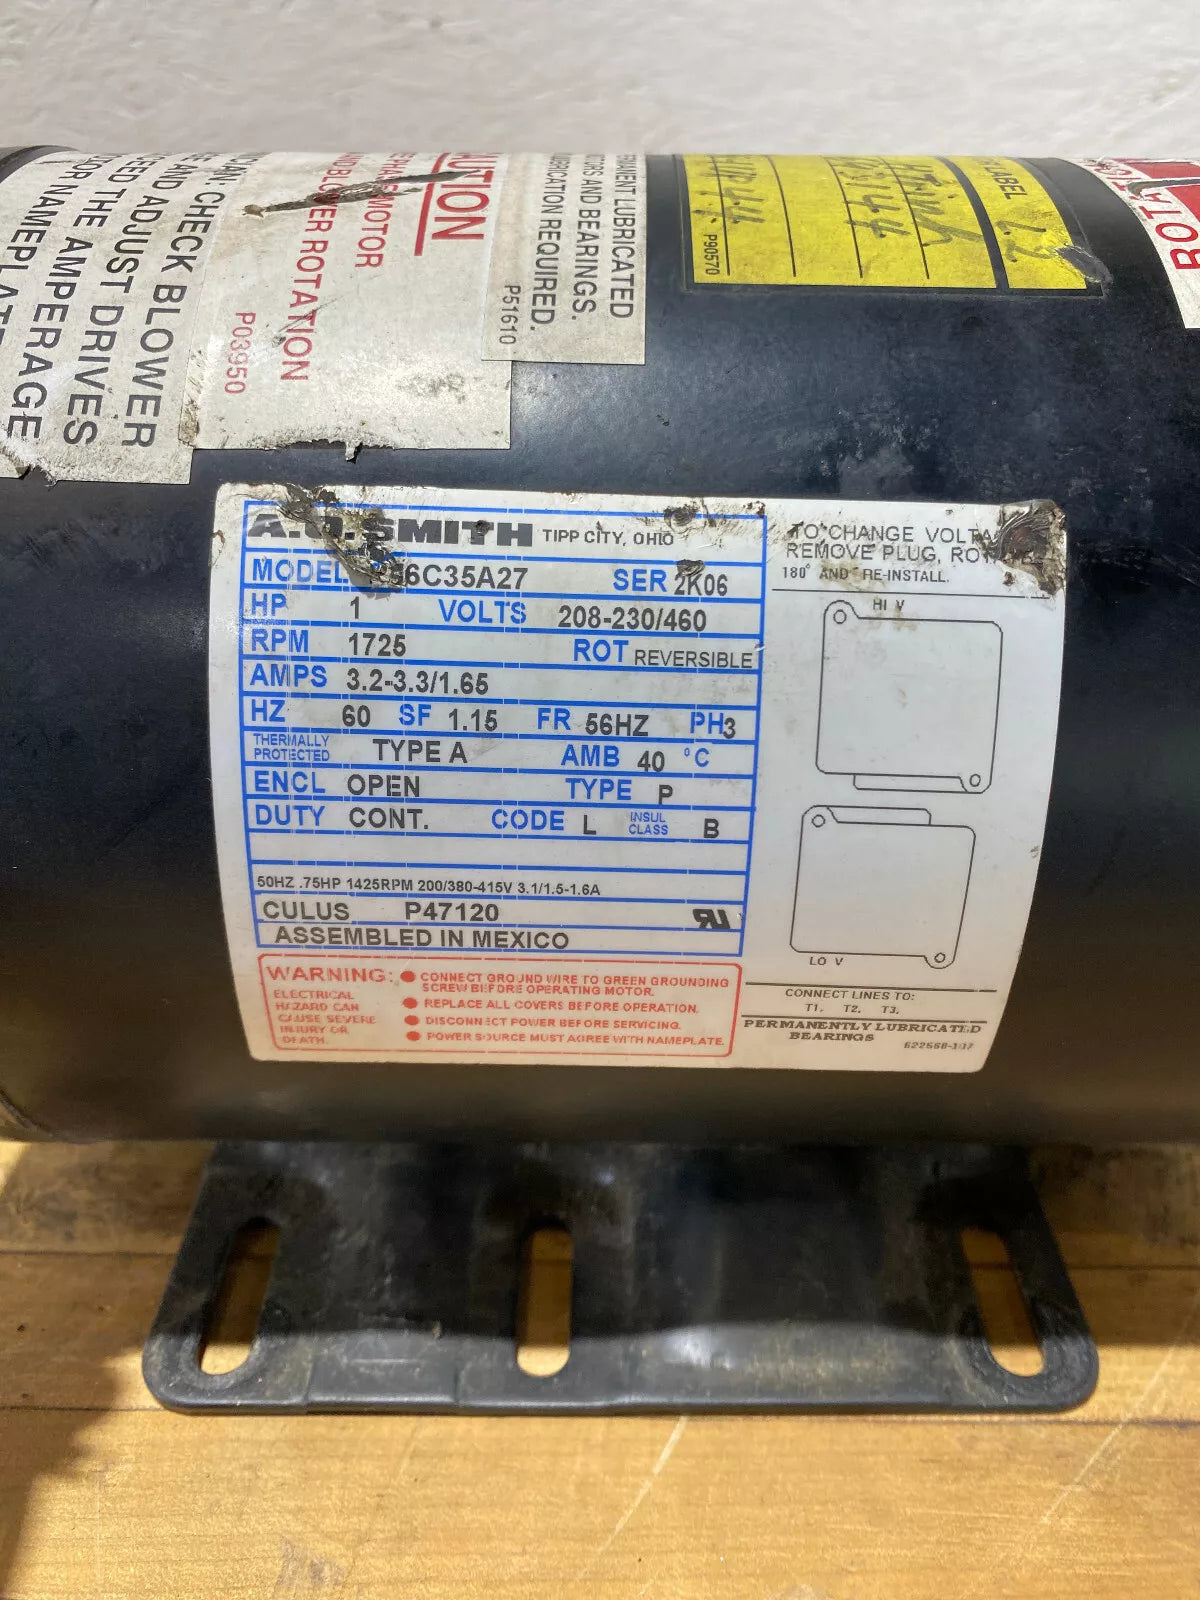 CIAN: CHECK BLOWER
AND ADJUST DRIVES
THE AMPERAGE
NAMEPLATE
CAUTION
MOTOR
AND BLOWER ROTATION
P03950
PERMANENT LUBRICATED
MOTORS AND BEARINGS.
LUBRICATION REQUIRED.
P51610
LABEL
P90570
A.O. SMITH TIPP CITY, OHIO
MODEL 56C35A27 SER 2K06
HP 1 VOLTS 208-230/460
RPM 1725 ROT REVERSIBLE
AMPS 3.2-3.3/1.65
HZ 60 SF 1.15 FR 56HZ PH 3
THERMALLY
PROTECTED TYPE A AMB 40 °C
ENCL OPEN TYPE P
DUTY CONT. CODE L INSUL
CLASS B
50HZ .75HP 1425RPM 200/380-415V 3.1/1.5-1.6A
CULUS P47120
ASSEMBLED IN MEXICO
WARNING:
ELECTRICAL
HAZARD CAN
CAUSE SEVERE
INJURY OR
DEATH.
● CONNECT GROUND WIRE TO GREEN GROUNDING
SCREW BEFORE OPERATING MOTOR.
● REPLACE ALL COVERS BEFORE OPERATION.
● DISCONNECT POWER BEFORE SERVICING.
● POWER SOURCE MUST AGREE WITH NAMEPLATE.
TO CHANGE VOLTA
REMOVE PLUG, ROT
180° AND RE-INSTALL.
HI V
LO V
CONNECT LINES TO:
T1. T2. T3.
PERMANENTLY LUBRICATED
BEARINGS 622568-137